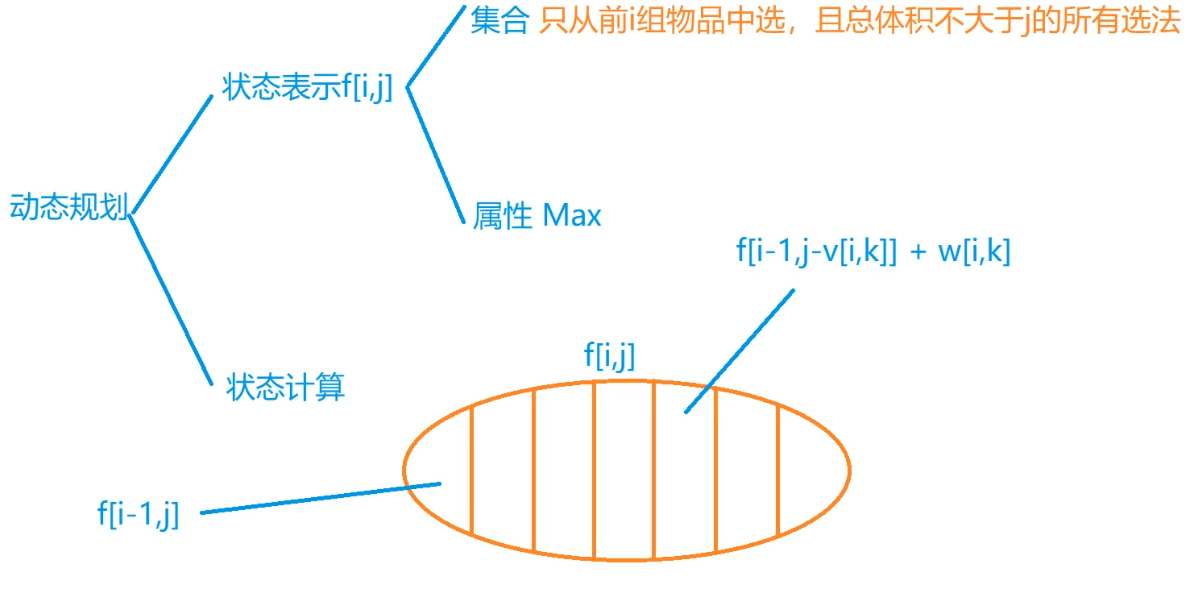 集合 只从前i组物品中选，且总体积不大于j的所有选法
状态表示f[i,j]
动态规划
属性 Max
f[i-1,j-v[i,k]] + w[i,k]
f[i,j]
状态计算
f[i-1,j]